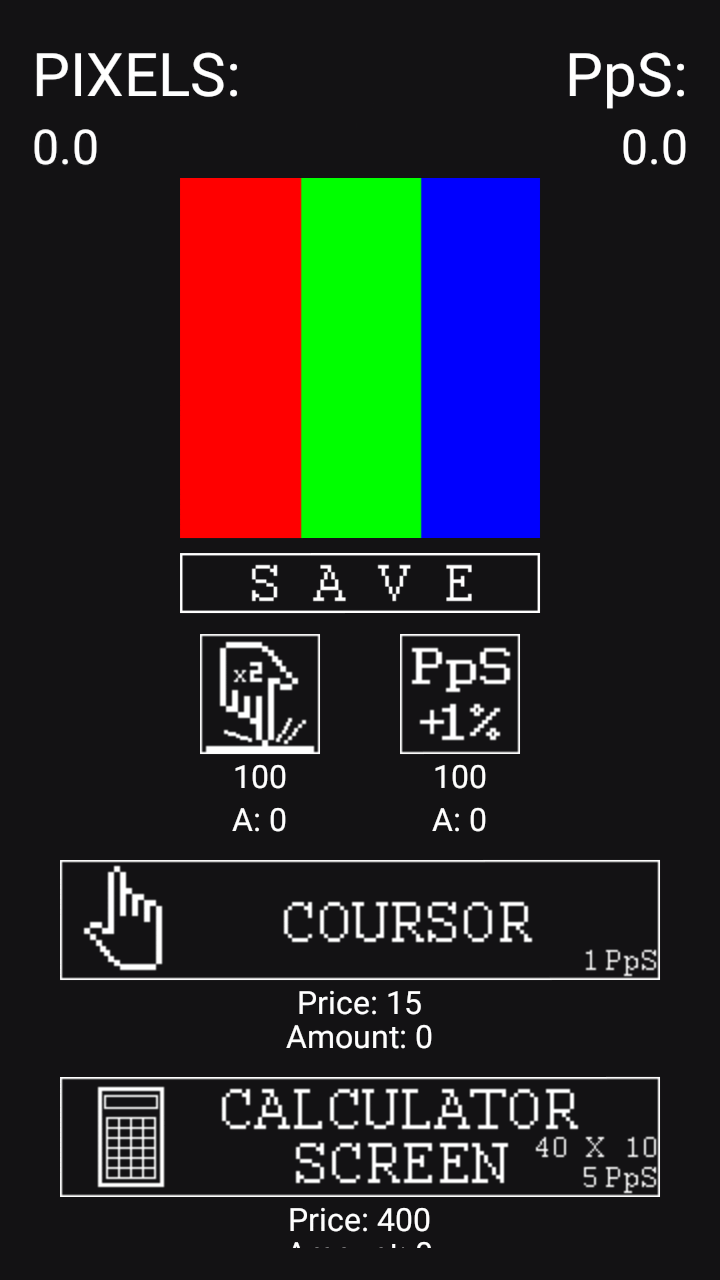 PIXELS: PpS:
0.0 0.0
S A V E
x2 PpS
+1%
100 100
A: 0 A: 0
COURSOR
1 PpS
Price: 15
Amount: 0
CALCULATOR
SCREEN 40 X 10
5 PpS
Price: 400